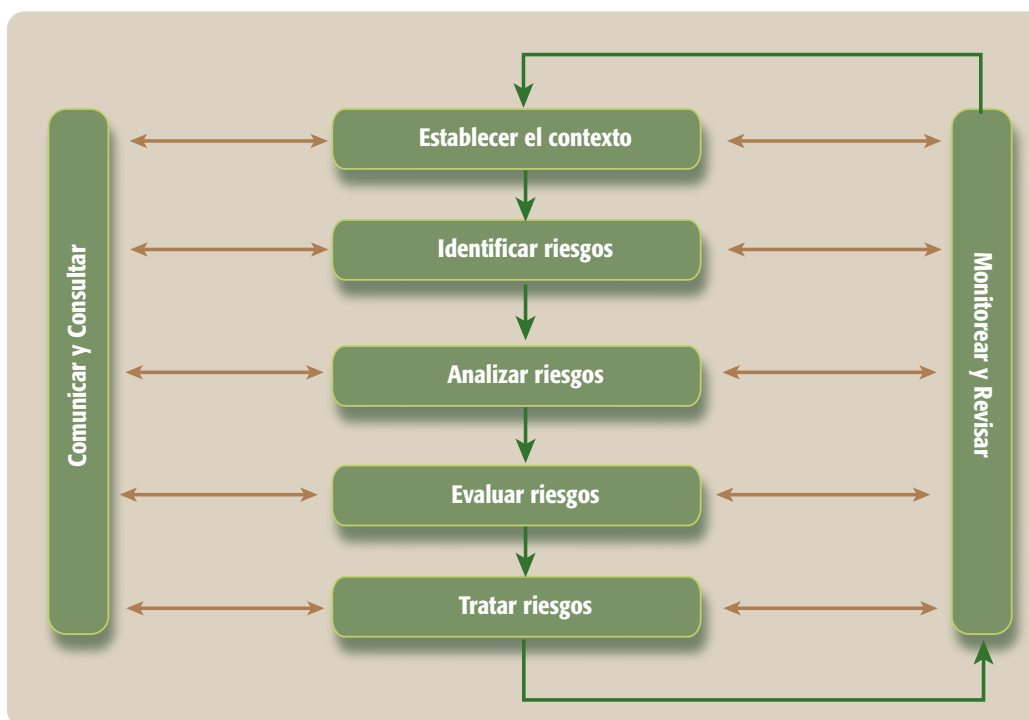 Establecer el contexto
Identificar riesgos
Analizar riesgos
Evaluar riesgos
Tratar riesgos
Comunicar y Consultar
Monitorear y Revisar